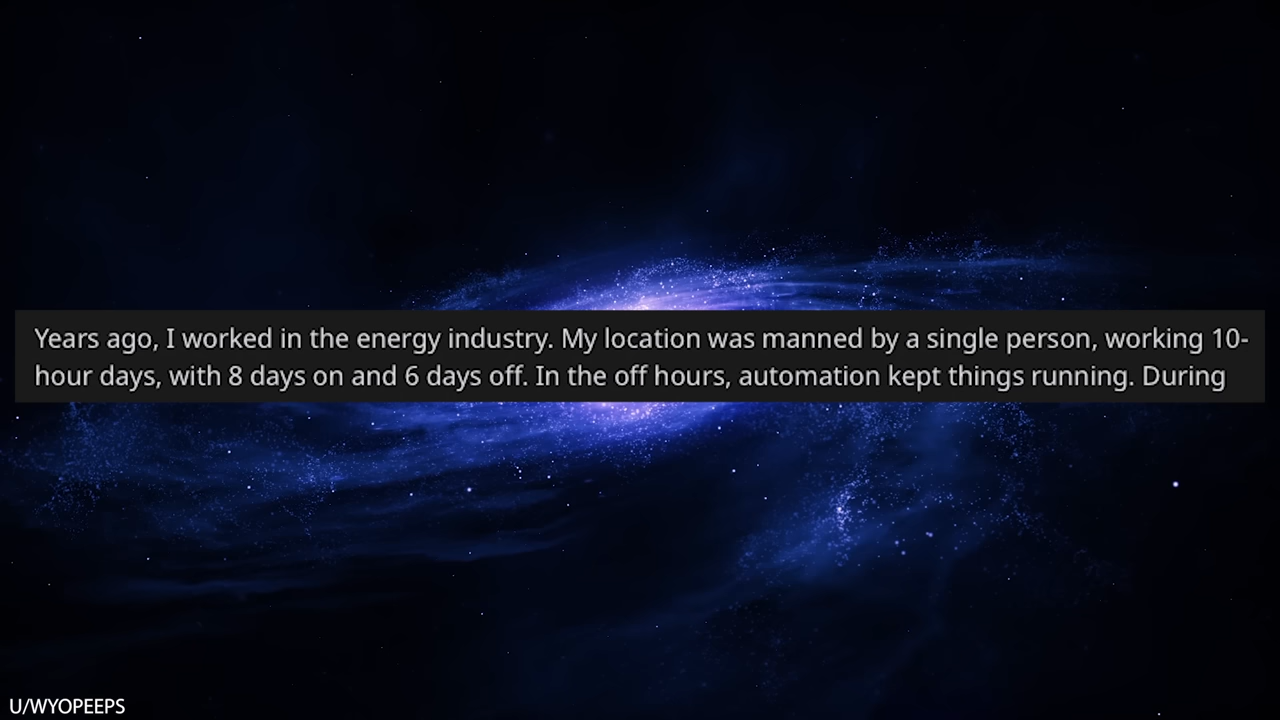 Years ago, I worked in the energy industry. My location was manned by a single person, working 10-
hour days, with 8 days on and 6 days off. In the off hours, automation kept things running. During
U/WYOPEEPS